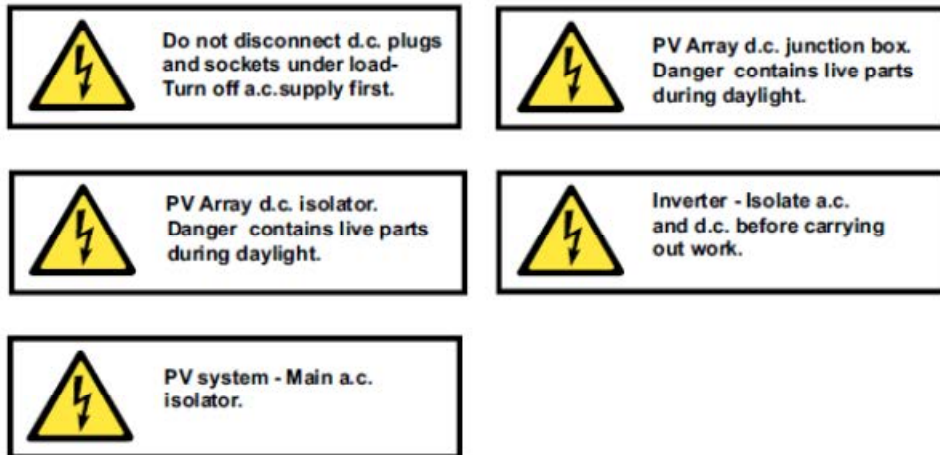 Do not disconnect d.c. plugs
and sockets under load-
Turn off a.c.supply first.
PV Array d.c. junction box.
Danger contains live parts
during daylight.
PV Array d.c. isolator.
Danger contains live parts
during daylight.
Inverter - Isolate a.c.
and d.c. before carrying
out work.
PV system - Main a.c.
isolator.